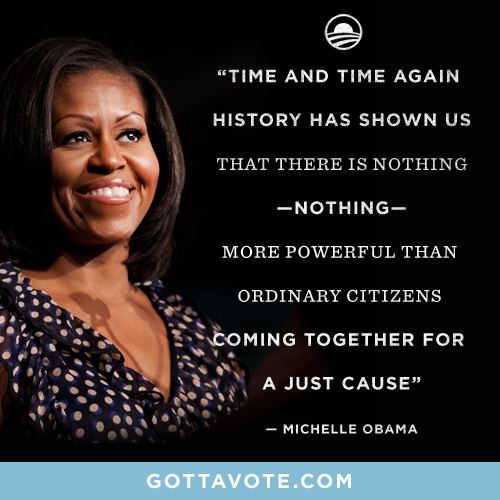 “TIME AND TIME AGAIN
HISTORY HAS SHOWN US
THAT THERE IS NOTHING
—NOTHING—
MORE POWERFUL THAN
ORDINARY CITIZENS
COMING TOGETHER FOR
A JUST CAUSE”
— MICHELLE OBAMA
GOTTAVOTE.COM